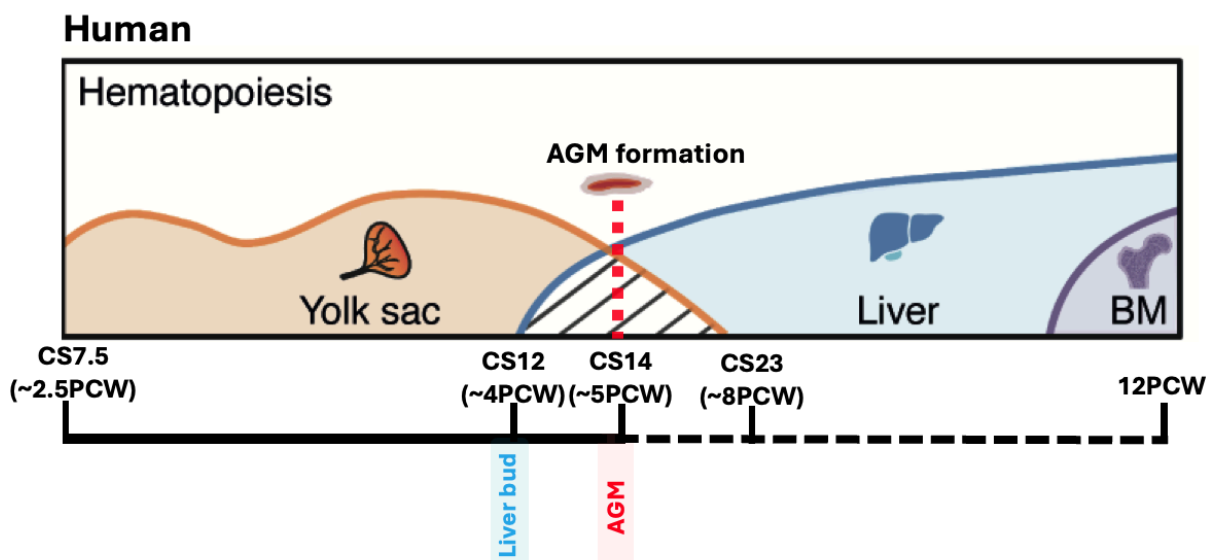 Human
Hematopoiesis
AGM formation
Yolk sac
Liver
BM
CS7.5
(~2.5PCW)
CS12
(~4PCW)
CS14
(~5PCW)
CS23
(~8PCW)
12PCW
Liver bud
AGM